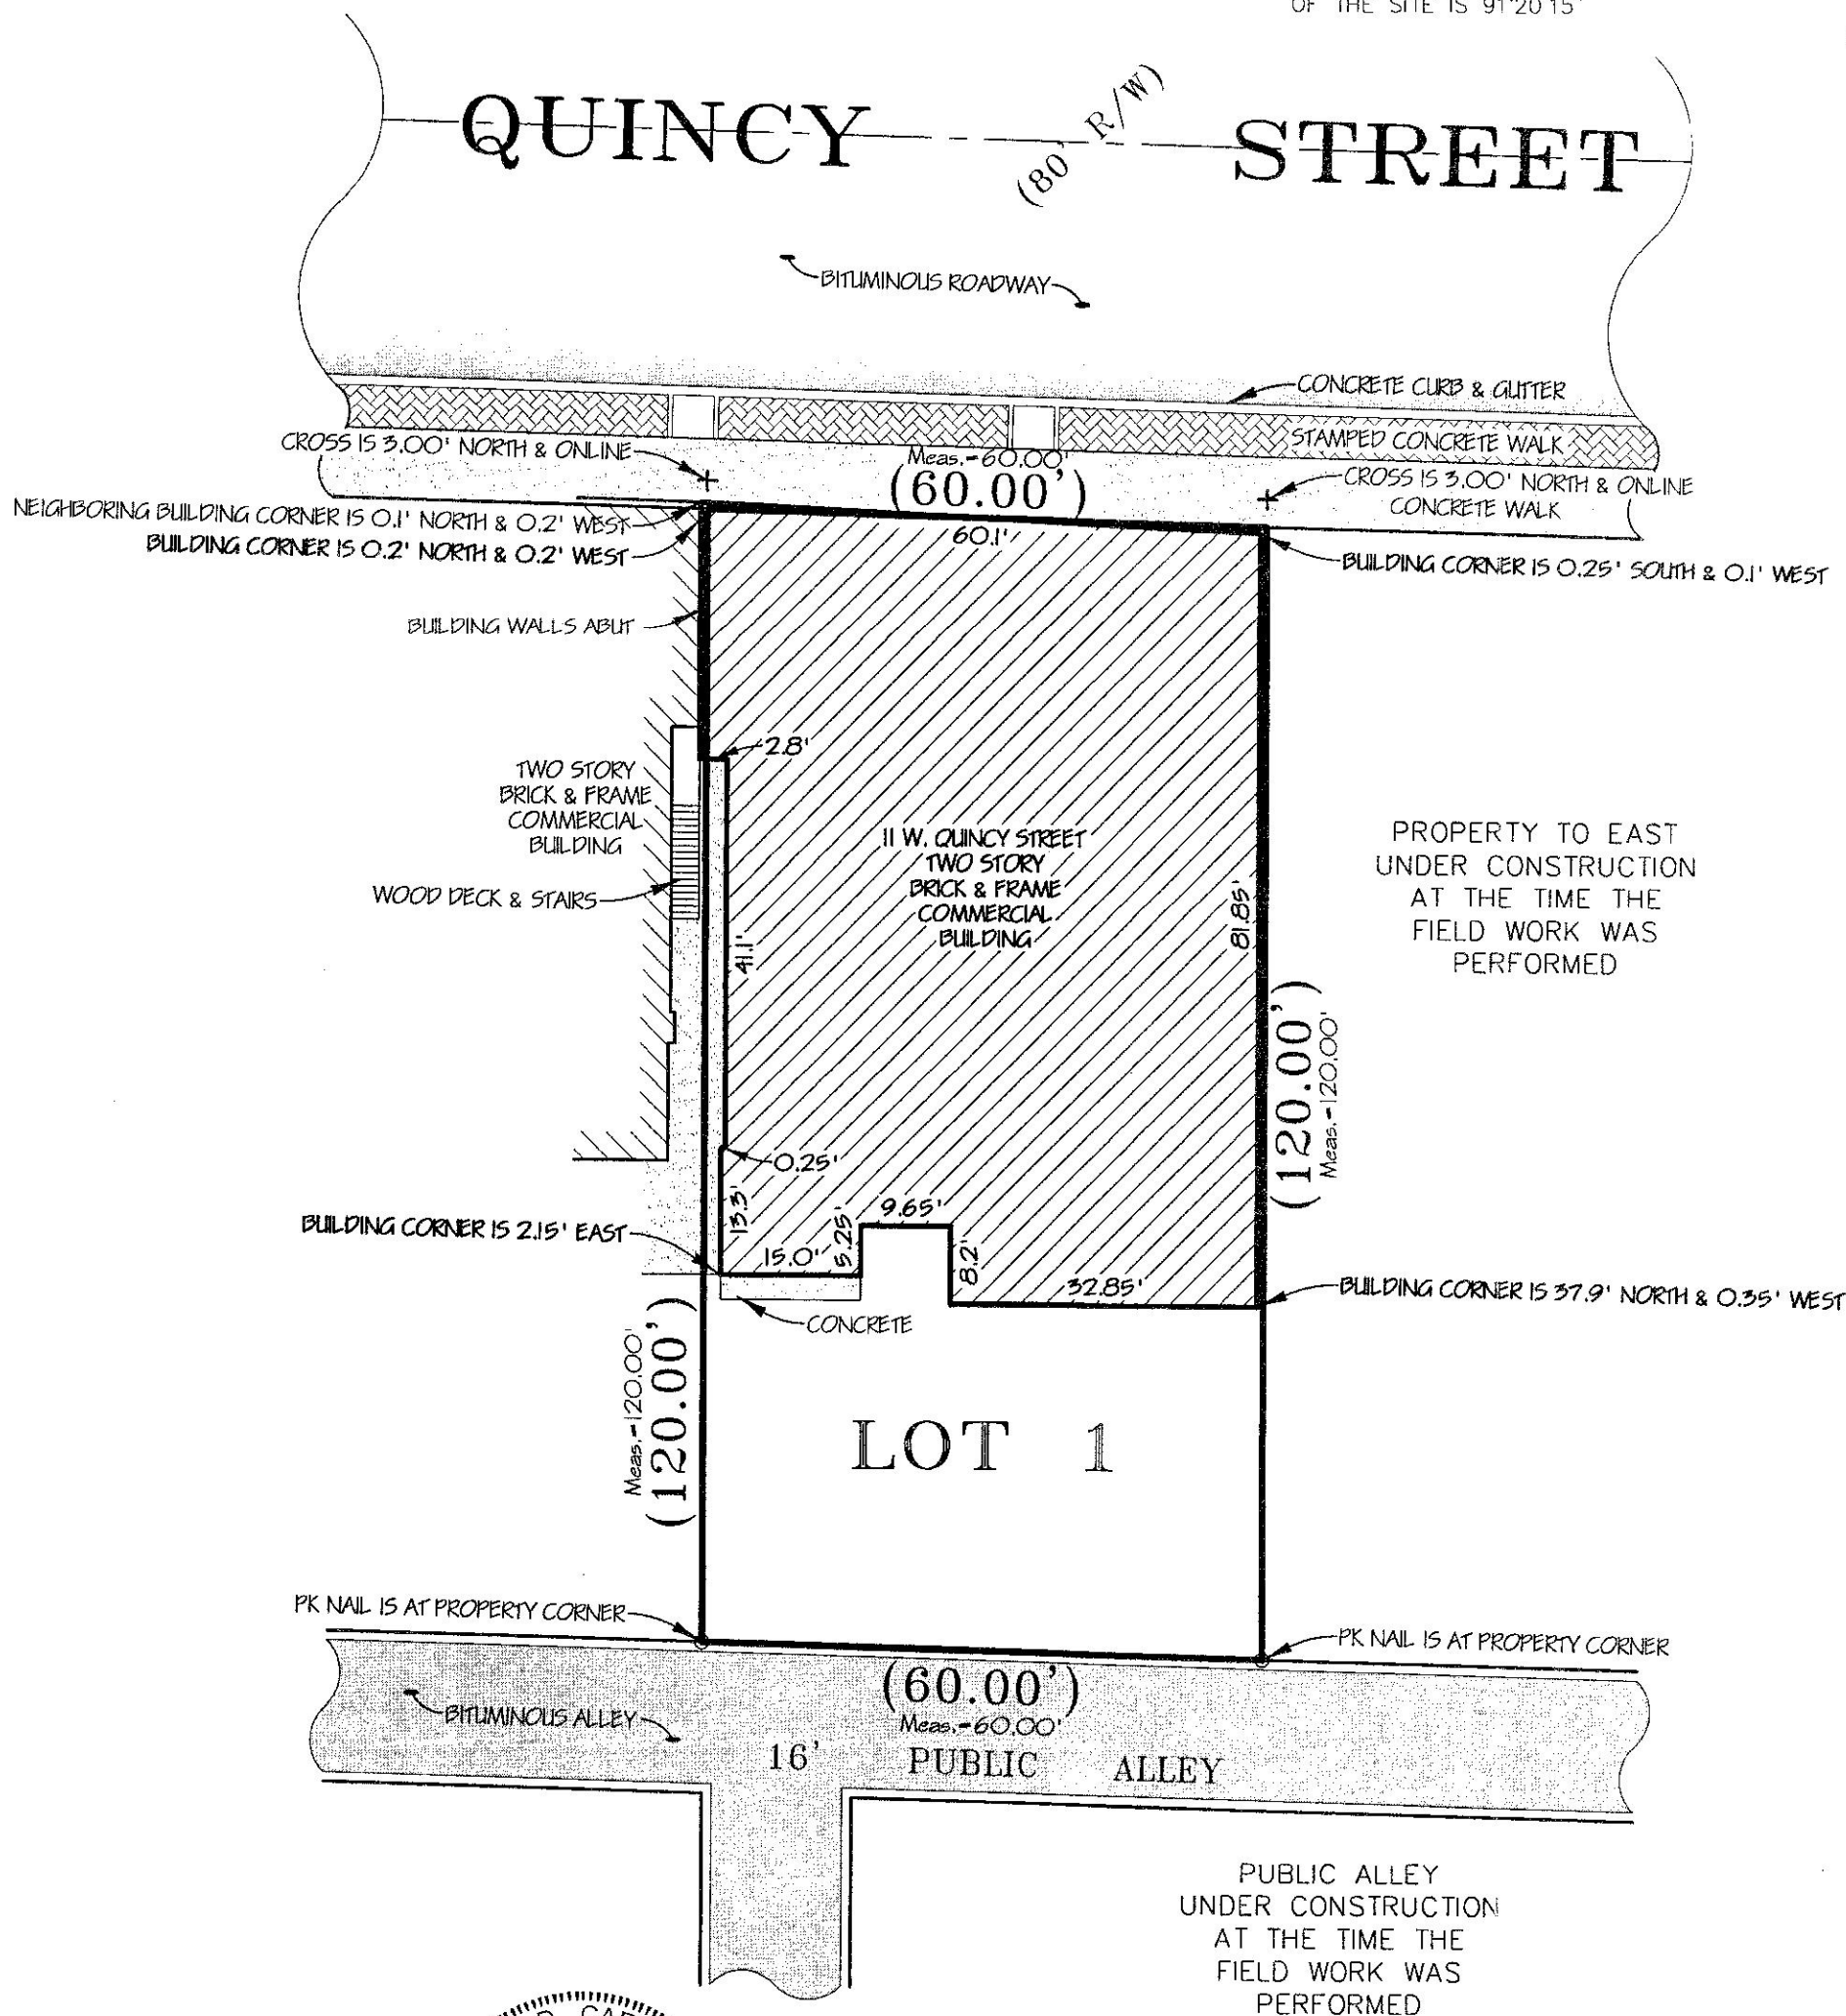 OF THE SITE IS 91°20'15"
QUINCY STREET
(80' R/W)
BITUMINOUS ROADWAY
CONCRETE CURB & GUTTER
STAMPED CONCRETE WALK
CROSS IS 3.00' NORTH & ONLINE
Meas.=60.00'
(60.00')
CROSS IS 3.00' NORTH & ONLINE
CONCRETE WALK
NEIGHBORING BUILDING CORNER IS 0.1' NORTH & 0.2' WEST
BUILDING CORNER IS 0.2' NORTH & 0.2' WEST
60.1'
BUILDING CORNER IS 0.25' SOUTH & 0.1' WEST
BUILDING WALLS ABUT
2.8'
TWO STORY
BRICK & FRAME
COMMERCIAL
BUILDING
11 W. QUINCY STREET
TWO STORY
BRICK & FRAME
COMMERCIAL
BUILDING
PROPERTY TO EAST
UNDER CONSTRUCTION
AT THE TIME THE
FIELD WORK WAS
PERFORMED
WOOD DECK & STAIRS
41.1'
81.85'
(120.00')
Meas.=120.00'
0.25'
13.3'
BUILDING CORNER IS 2.15' EAST
15.0'
5.25'
9.65'
8.2'
32.85'
BUILDING CORNER IS 37.9' NORTH & 0.35' WEST
CONCRETE
Meas.=120.00'
(120.00')
LOT 1
PK NAIL IS AT PROPERTY CORNER
PK NAIL IS AT PROPERTY CORNER
(60.00')
Meas.=60.00'
BITUMINOUS ALLEY
16' PUBLIC ALLEY
PUBLIC ALLEY
UNDER CONSTRUCTION
AT THE TIME THE
FIELD WORK WAS
PERFORMED